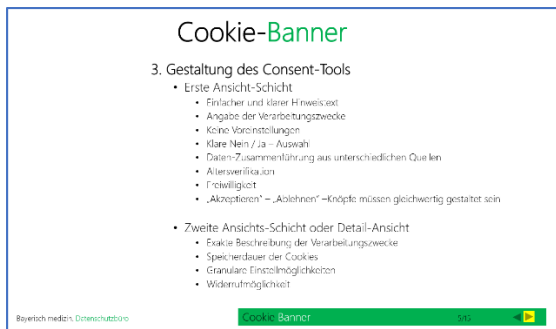 Cookie-Banner
3. Gestaltung des Consent-Tools
• Erste Ansicht-Schicht
• Einfacher und klarer Hinweistext
• Angabe der Verarbeitungszwecke
• Keine Voreinstellungen
• Klare Nein / Ja – Auswahl
• Daten-Zusammenführung aus unterschiedlichen Quellen
• Altersverifikation
• Freiwilligkeit
• „Akzeptieren“ – „Ablehnen“ –Knöpfe müssen gleichwertig gestaltet sein
• Zweite Ansichts-Schicht oder Detail-Ansicht
• Exakte Beschreibung der Verarbeitungszwecke
• Speicherdauer der Cookies
• Granulare Einstellmöglichkeiten
• Widerrufmöglichkeit
Bayerisch medizin. Datenschutzbüro Cookie Banner 5/15